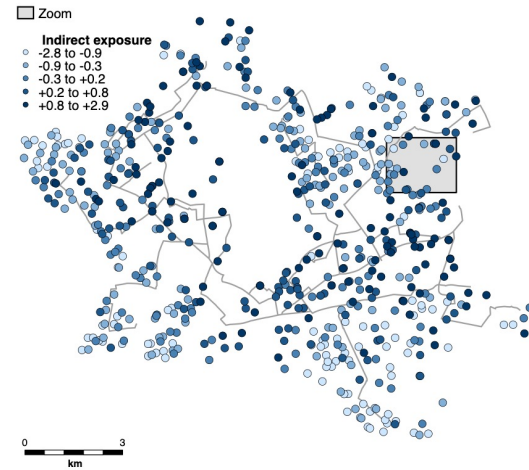 Zoom
Indirect exposure
-2.8 to -0.9
-0.9 to -0.3
-0.3 to +0.2
+0.2 to +0.8
+0.8 to +2.9
0 3
km